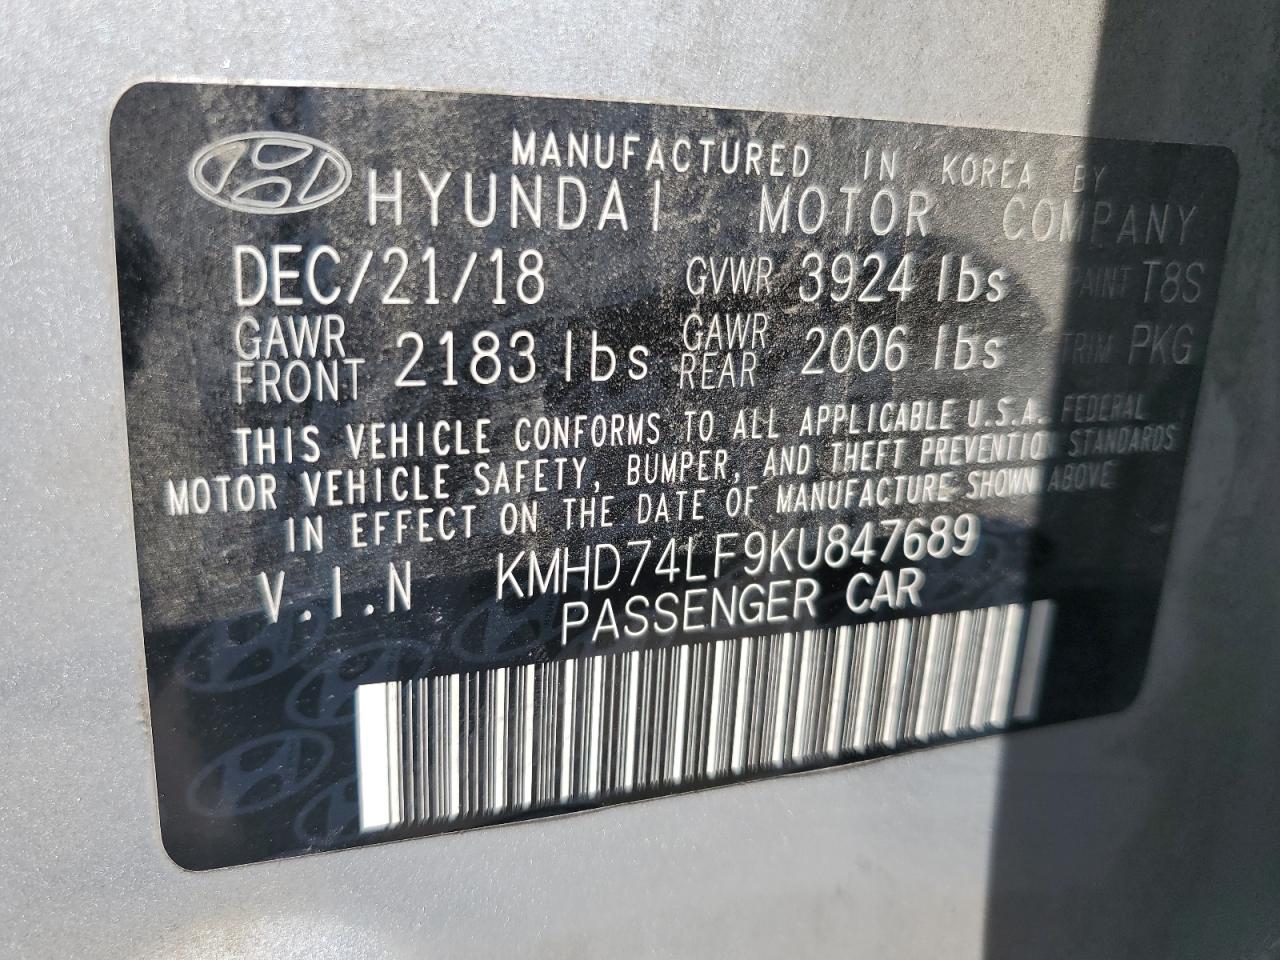 MANUFACTURED IN KOREA BY
HYUNDAI MOTOR COMPANY
DEC/21/18 GVWR 3924 lbs PAINT T8S
GAWR FRONT 2183 lbs GAWR REAR 2006 lbs TRIM PKG
THIS VEHICLE CONFORMS TO ALL APPLICABLE U.S.A. FEDERAL
MOTOR VEHICLE SAFETY, BUMPER, AND THEFT PREVENTION STANDARDS
IN EFFECT ON THE DATE OF MANUFACTURE SHOWN ABOVE
V.I.N KMHD74LF9KU847689
PASSENGER CAR